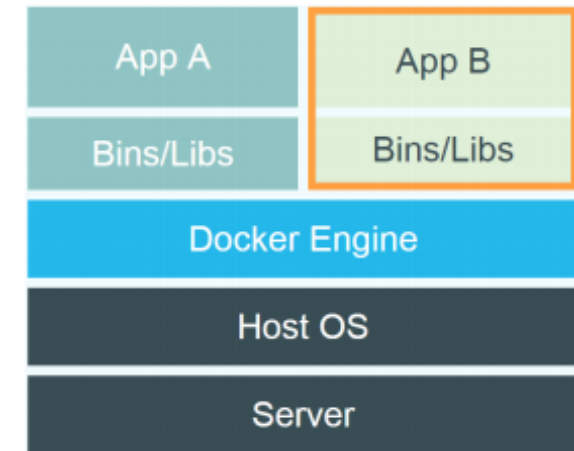 App A
App B
Bins/Libs
Bins/Libs
Docker Engine
Host OS
Server